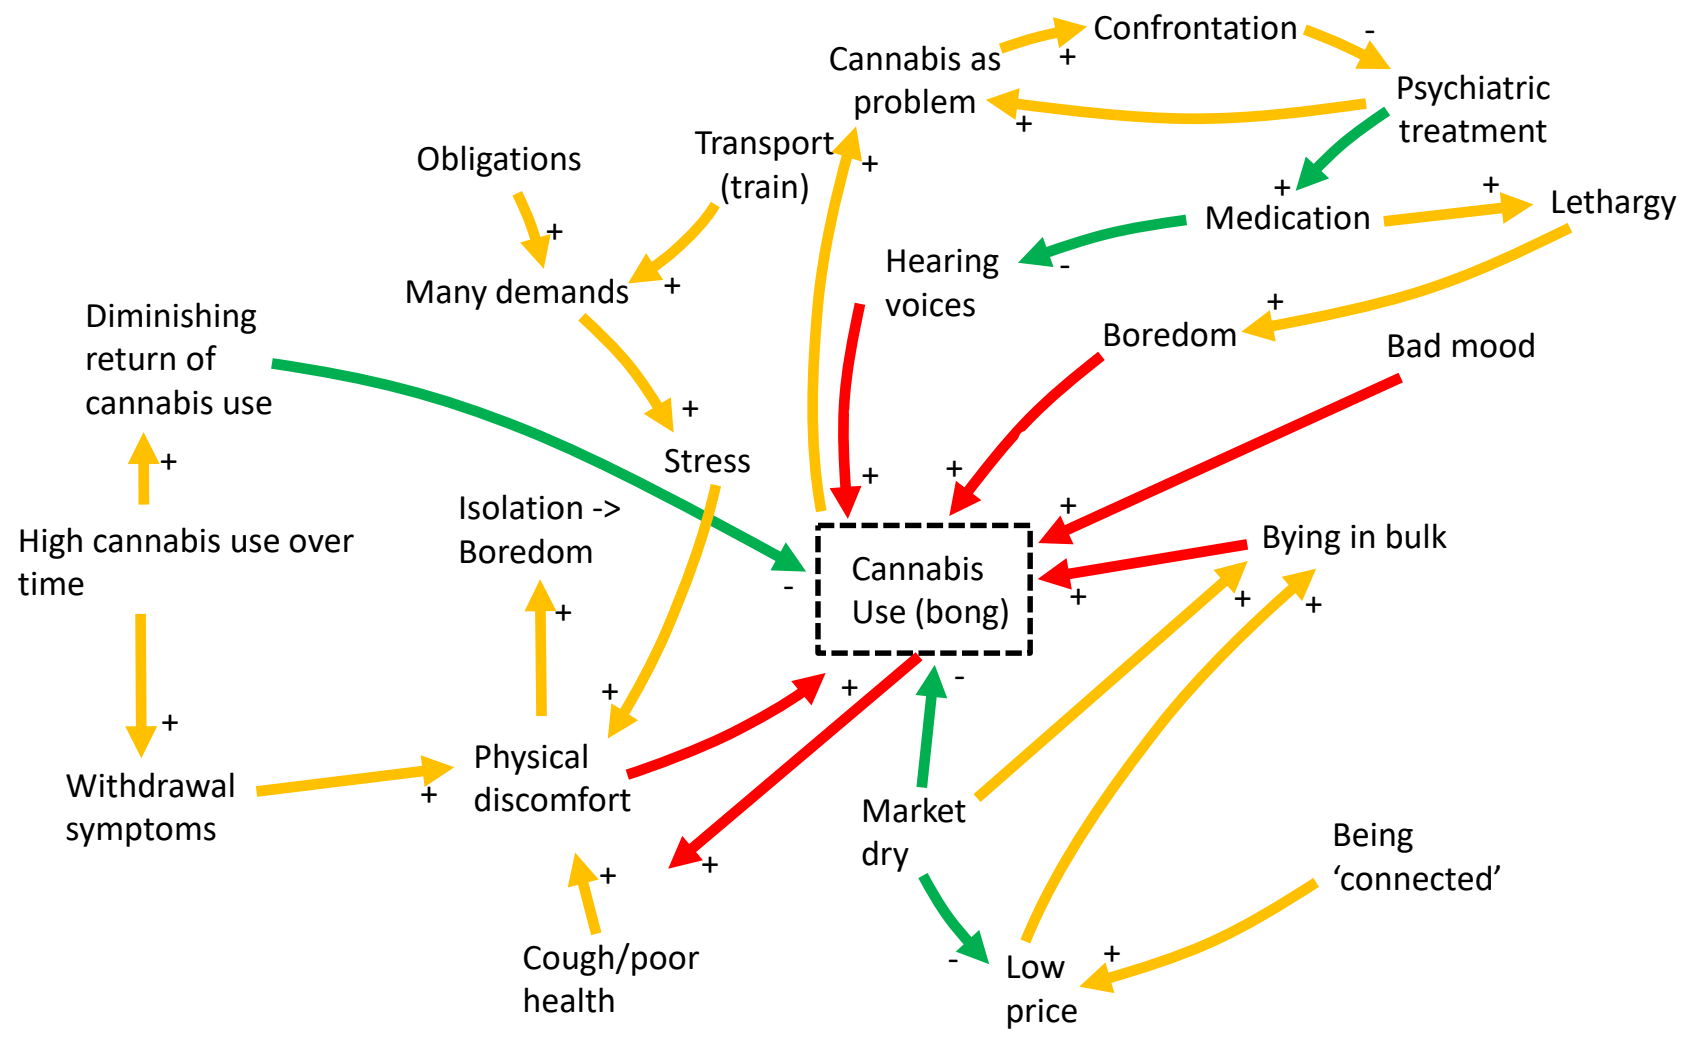 Confrontation
-
Cannabis as
problem
+
Psychiatric
treatment
+
Transport
(train)
Obligations
+
+
+
Lethargy
Medication
+
Hearing
voices
-
+
Many demands
+
+
Boredom
Bad mood
Diminishing
return of
cannabis use
+
Stress
+
+
+
+
Isolation ->
Boredom
High cannabis use over
time
Bying in bulk
Cannabis
Use (bong)
-
+
+
+
+
+
+
-
+
Withdrawal
symptoms
Physical
discomfort
+
Market
dry
Being
‘connected’
+
+
Cough/poor
health
-
+
Low
price